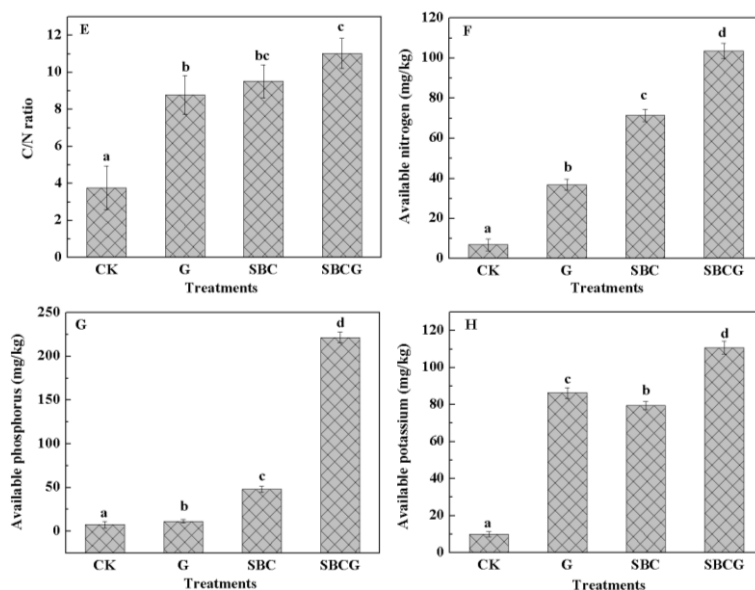 E
C/N ratio
14
12
10
8
6
4
2
0
a
b
bc
c
CK G SBC SBCG
Treatments
F
Available nitrogen (mg/kg)
120
100
80
60
40
20
0
a
b
c
d
CK G SBC SBCG
Treatments
G
Available phosphorus (mg/kg)
250
200
150
100
50
0
a
b
c
d
CK G SBC SBCG
Treatments
H
Available potassium (mg/kg)
120
100
80
60
40
20
0
a
c
b
d
CK G SBC SBCG
Treatments